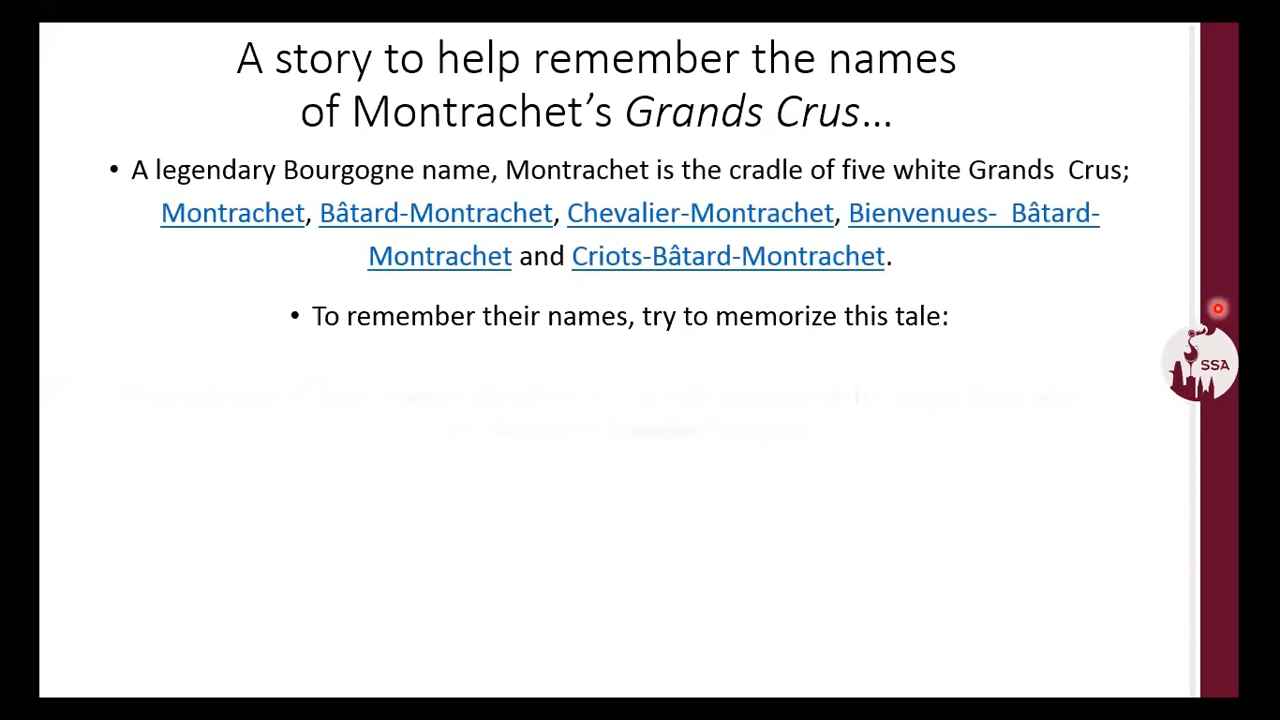 A story to help remember the names
of Montrachet's Grands Crus...
• A legendary Bourgogne name, Montrachet is the cradle of five white Grands Crus;
Montrachet, Bâtard-Montrachet, Chevalier-Montrachet, Bienvenues- Bâtard-
Montrachet and Criots-Bâtard-Montrachet.
• To remember their names, try to memorize this tale:
SSA